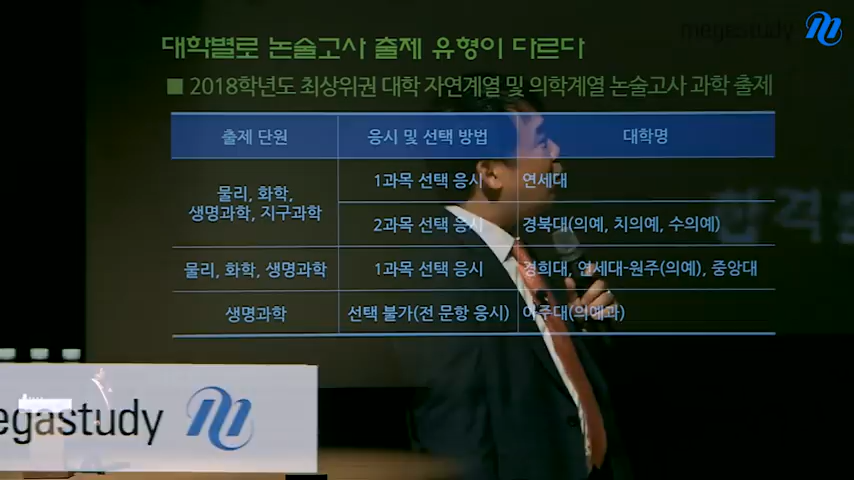 megastudy
대학별로 논술고사 출제 유형이 다르다
■ 2018학년도 최상위권 대학 자연계열 및 의학계열 논술고사 과학 출제
출제 단원 응시 및 선택 방법 대학명
물리, 화학,
생명과학, 지구과학
1과목 선택 응시 연세대
2과목 선택 응시 경북대(의예, 치의예, 수의예)
물리, 화학, 생명과학 1과목 선택 응시 경희대, 연세대-원주(의예), 중앙대
생명과학 선택 불가(전 문항 응시) 아주대(의예과)
합격
egastudy